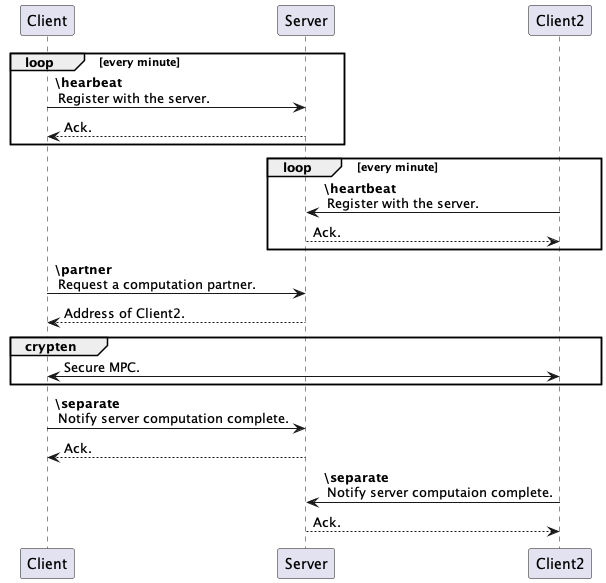 Client Server Client2
loop [every minute]
\hearbeat
Register with the server.
Ack.
loop [every minute]
\heartbeat
Register with the server.
Ack.
\partner
Request a computation partner.
Address of Client2.
crypten
Secure MPC.
\separate
Notify server computation complete.
Ack.
\separate
Notify server computaion complete.
Ack.
Client Server Client2